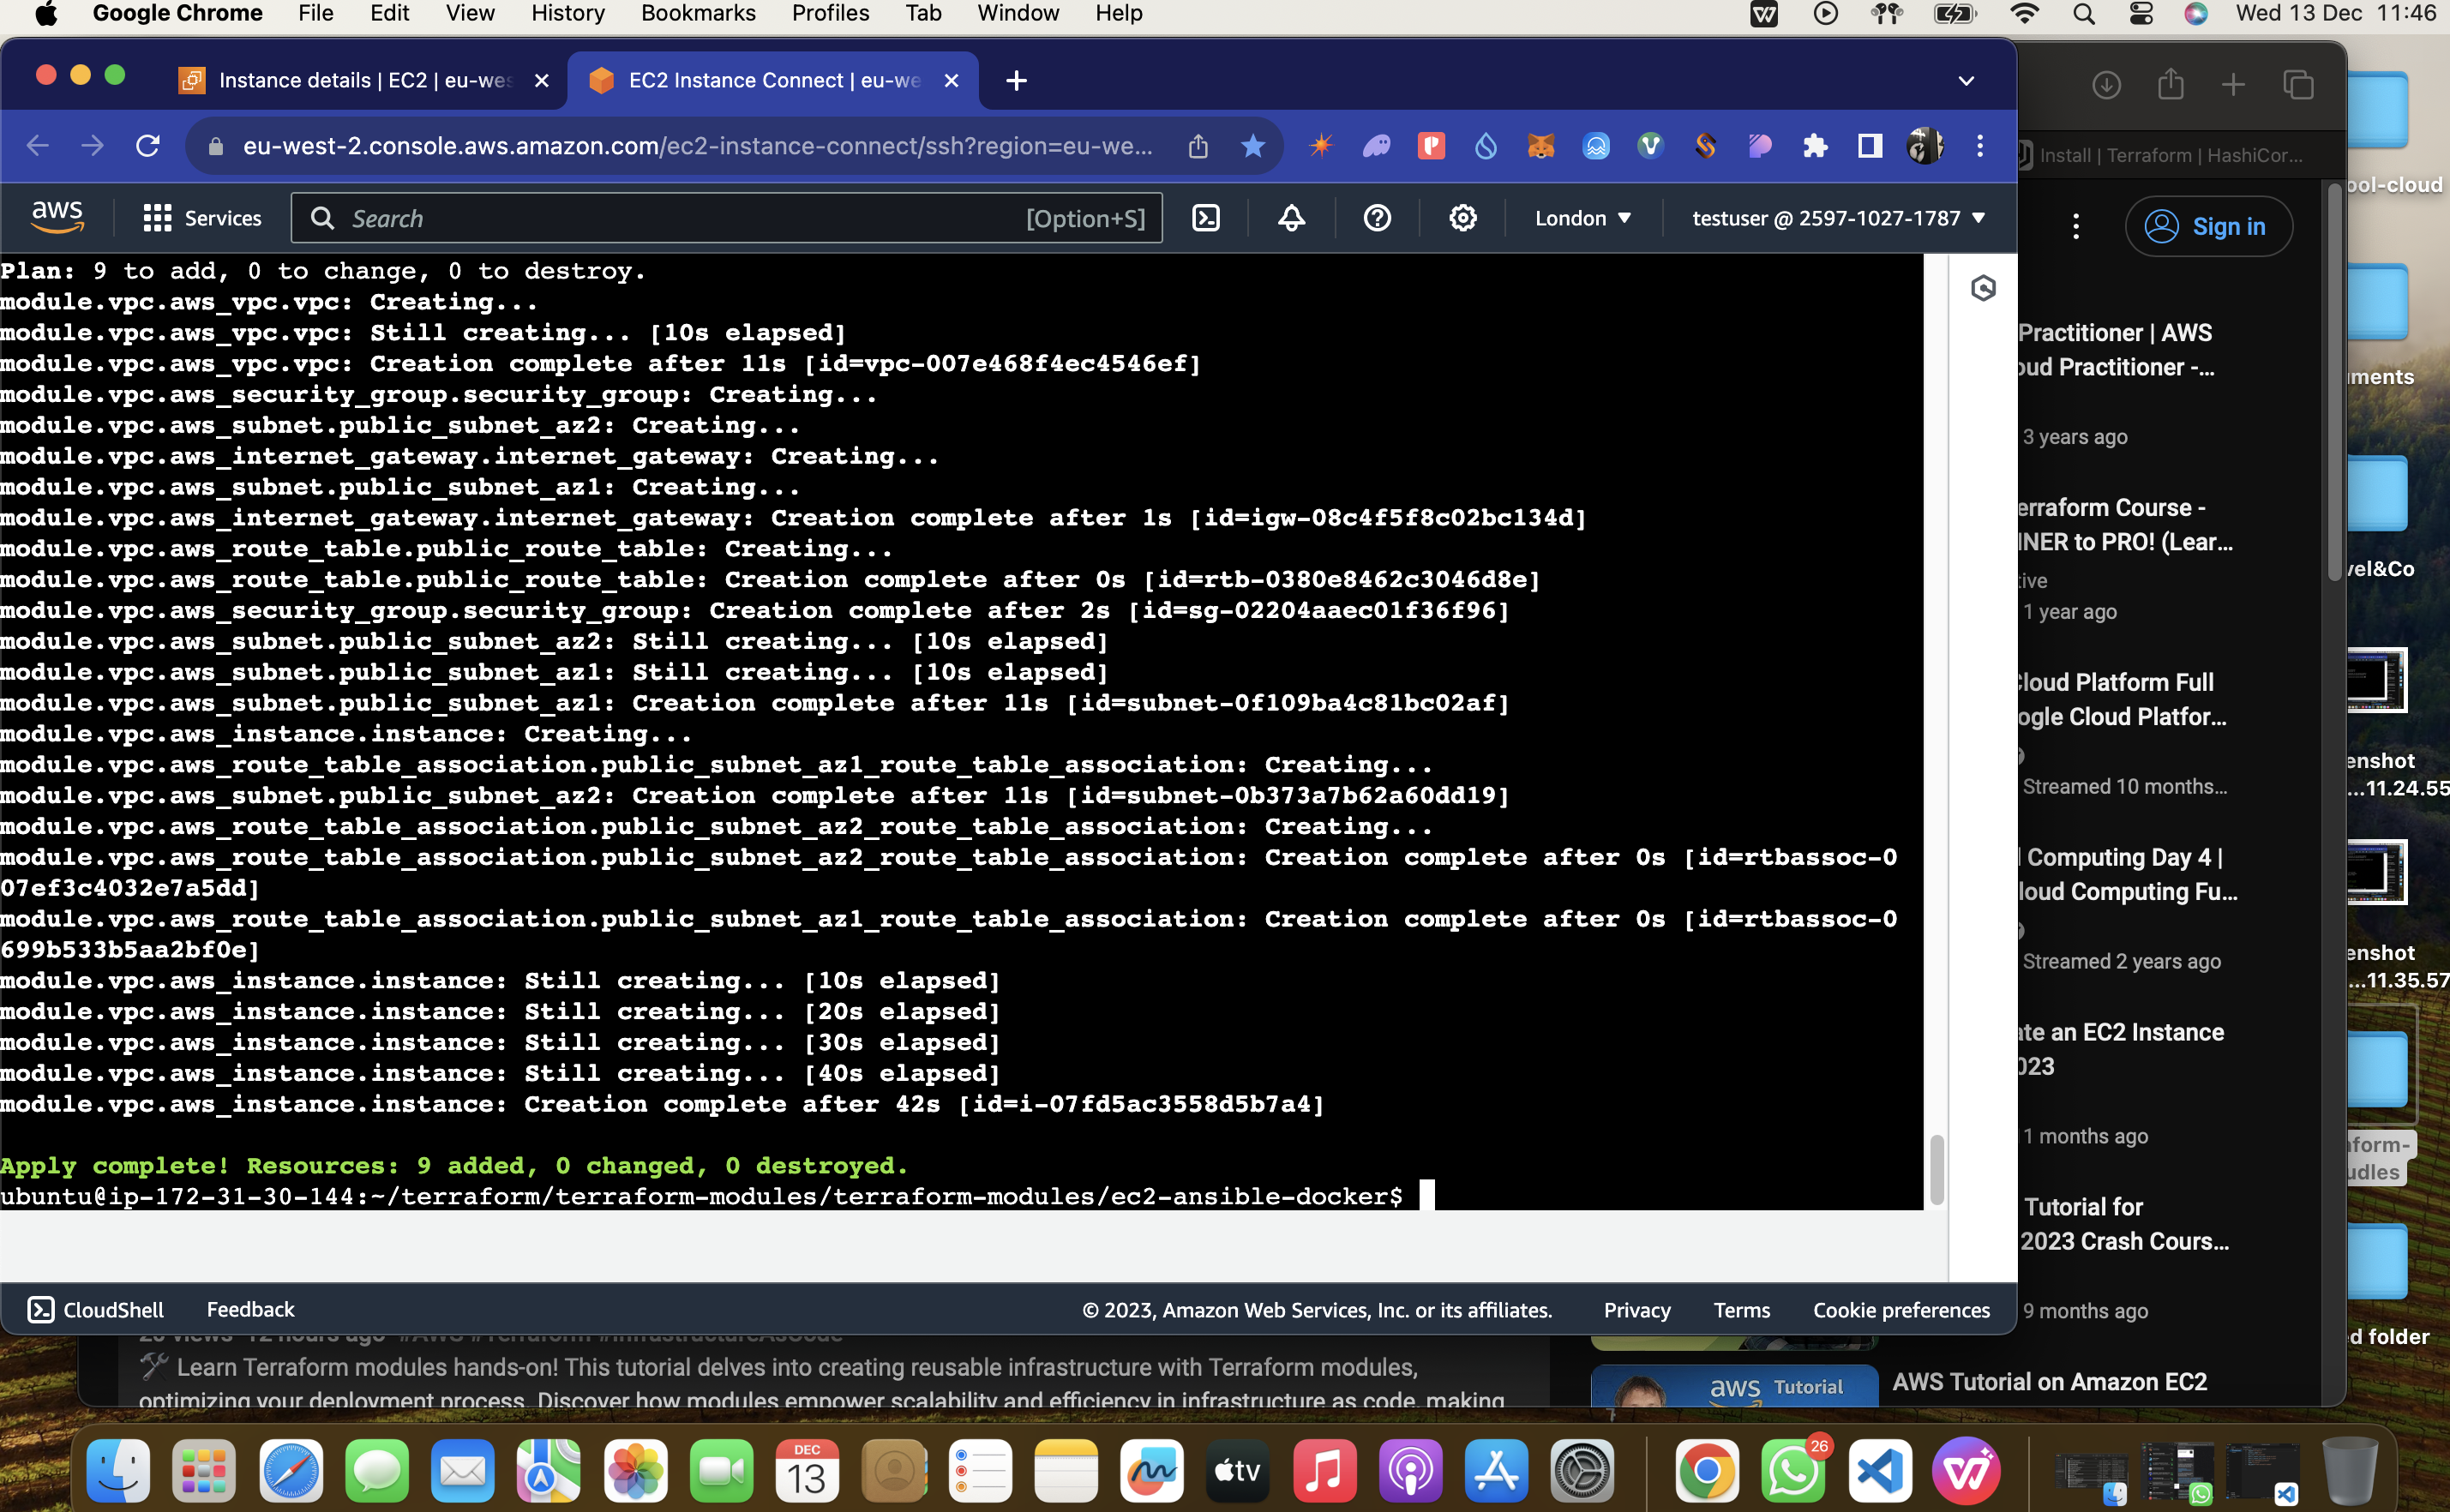 Google Chrome File Edit View History Bookmarks Profiles Tab Window Help Wed 13 Dec 11:46
Instance details | EC2 | eu-wes
EC2 Instance Connect | eu-we
eu-west-2.console.aws.amazon.com/ec2-instance-connect/ssh?region=eu-we...
aws Services Search [Option+S] London testuser @ 2597-1027-1787
Plan: 9 to add, 0 to change, 0 to destroy.
module.vpc.aws_vpc.vpc: Creating...
module.vpc.aws_vpc.vpc: Still creating... [10s elapsed]
module.vpc.aws_vpc.vpc: Creation complete after 11s [id=vpc-007e468f4ec4546ef]
module.vpc.aws_security_group.security_group: Creating...
module.vpc.aws_subnet.public_subnet_az2: Creating...
module.vpc.aws_internet_gateway.internet_gateway: Creating...
module.vpc.aws_subnet.public_subnet_az1: Creating...
module.vpc.aws_internet_gateway.internet_gateway: Creation complete after 1s [id=igw-08c4f5f8c02bc134d]
module.vpc.aws_route_table.public_route_table: Creating...
module.vpc.aws_route_table.public_route_table: Creation complete after 0s [id=rtb-0380e8462c3046d8e]
module.vpc.aws_security_group.security_group: Creation complete after 2s [id=sg-02204aaec01f36f96]
module.vpc.aws_subnet.public_subnet_az2: Still creating... [10s elapsed]
module.vpc.aws_subnet.public_subnet_az1: Still creating... [10s elapsed]
module.vpc.aws_subnet.public_subnet_az1: Creation complete after 11s [id=subnet-0f109ba4c81bc02af]
module.vpc.aws_instance.instance: Creating...
module.vpc.aws_route_table_association.public_subnet_az1_route_table_association: Creating...
module.vpc.aws_subnet.public_subnet_az2: Creation complete after 11s [id=subnet-0b373a7b62a60dd19]
module.vpc.aws_route_table_association.public_subnet_az2_route_table_association: Creating...
module.vpc.aws_route_table_association.public_subnet_az2_route_table_association: Creation complete after 0s [id=rtbassoc-0
07ef3c4032e7a5dd]
module.vpc.aws_route_table_association.public_subnet_az1_route_table_association: Creation complete after 0s [id=rtbassoc-0
699b533b5aa2bf0e]
module.vpc.aws_instance.instance: Still creating... [10s elapsed]
module.vpc.aws_instance.instance: Still creating... [20s elapsed]
module.vpc.aws_instance.instance: Still creating... [30s elapsed]
module.vpc.aws_instance.instance: Still creating... [40s elapsed]
module.vpc.aws_instance.instance: Creation complete after 42s [id=i-07fd5ac3558d5b7a4]
Apply complete! Resources: 9 added, 0 changed, 0 destroyed.
ubuntu@ip-172-31-30-144:~/terraform/terraform-modules/terraform-modules/ec2-ansible-docker$
CloudShell Feedback © 2023, Amazon Web Services, Inc. or its affiliates. Privacy Terms Cookie preferences
Install | Terraform | HashiCor...
Sign in
Practitioner | AWS
oud Practitioner -...
3 years ago
erraform Course -
INER to PRO! (Lear...
tive
1 year ago
Cloud Platform Full
ogle Cloud Platfor...
Streamed 10 months...
Computing Day 4 |
loud Computing Fu...
Streamed 2 years ago
ate an EC2 Instance
023
1 months ago
Tutorial for
2023 Crash Cours...
9 months ago
views 12 hours ago #AWS #Terraform #InfrastructureAsCode
Learn Terraform modules hands-on! This tutorial delves into creating reusable infrastructure with Terraform modules,
optimizing your deployment process. Discover how modules empower scalability and efficiency in infrastructure as code, making
aws Tutorial
AWS Tutorial on Amazon EC2
ool-cloud
uments
vel&Co
enshot
...11.24.55
enshot
...11.35.57
aform-
udles
d folder
DEC
13
tv
26